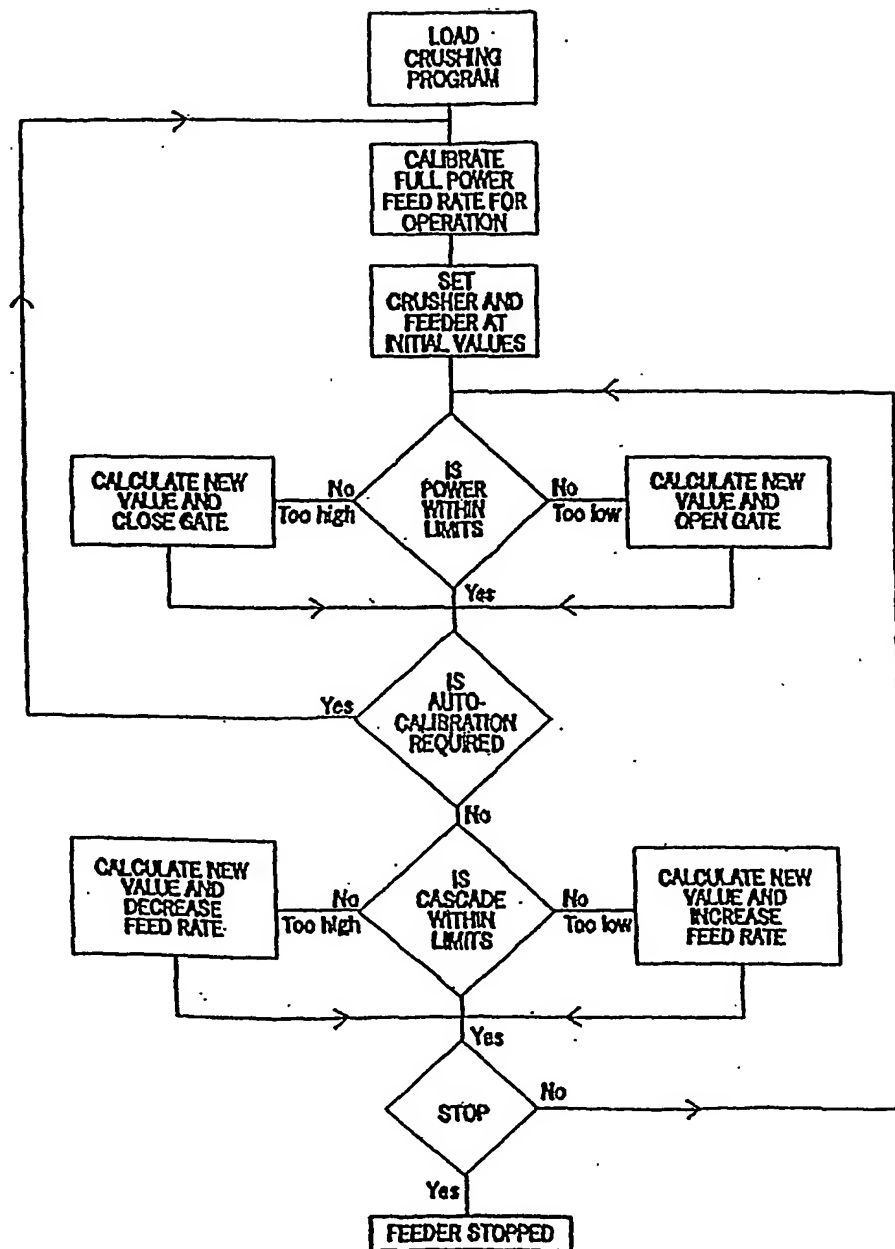 LOAD
CRUSHING
PROGRAM
CALIBRATE
FULL POWER
FEED RATE FOR
OPERATION
SET
CRUSHER AND
FEEDER AT
INITIAL VALUES
CALCULATE NEW
VALUE AND
CLOSE GATE
No
Too high
IS
POWER
WITHIN
LIMITS
No
Too low
CALCULATE NEW
VALUE AND
OPEN GATE
Yes
Yes
IS
AUTO-
CALIBRATION
REQUIRED
No
CALCULATE NEW
VALUE AND
DECREASE
FEED RATE
No
Too high
IS
CASCADE
WITHIN
LIMITS
No
Too low
CALCULATE NEW
VALUE AND
INCREASE
FEED RATE
Yes
STOP
No
Yes
FEEDER STOPPED